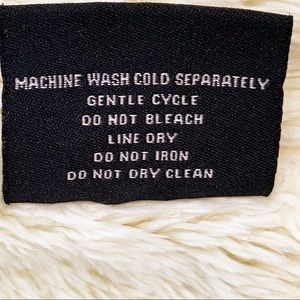 MACHINE WASH COLD SEPARATELY
GENTLE CYCLE
DO NOT BLEACH
LINE DRY
DO NOT IRON
DO NOT DRY CLEAN